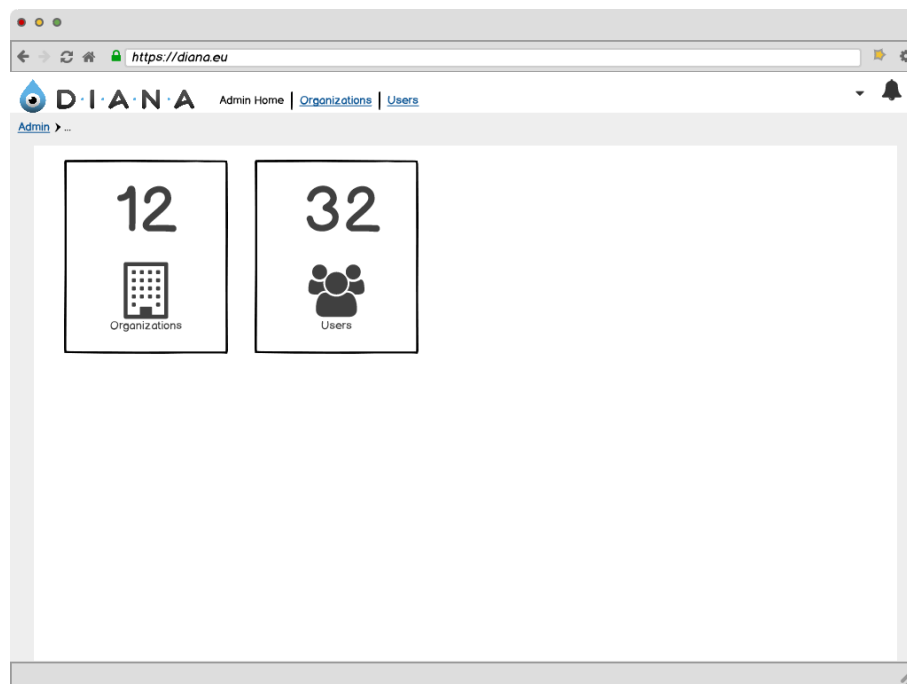 https://diana.eu
D·I·A·N·A Admin Home | Organizations | Users
Admin > ...
12
Organizations
32
Users